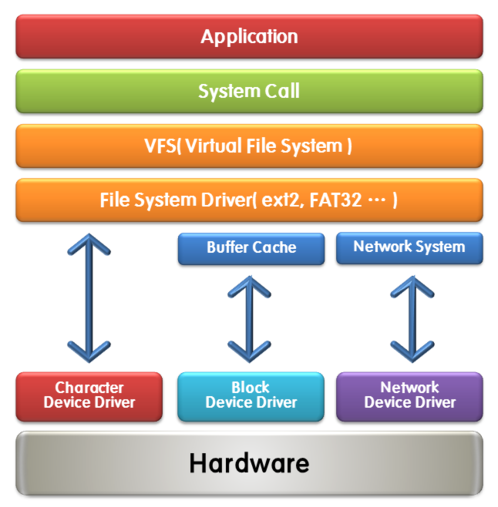 Application
System Call
VFS( Virtual File System )
File System Driver( ext2, FAT32 ··· )
Buffer Cache
Network System
Character
Device Driver
Block
Device Driver
Network
Device Driver
Hardware